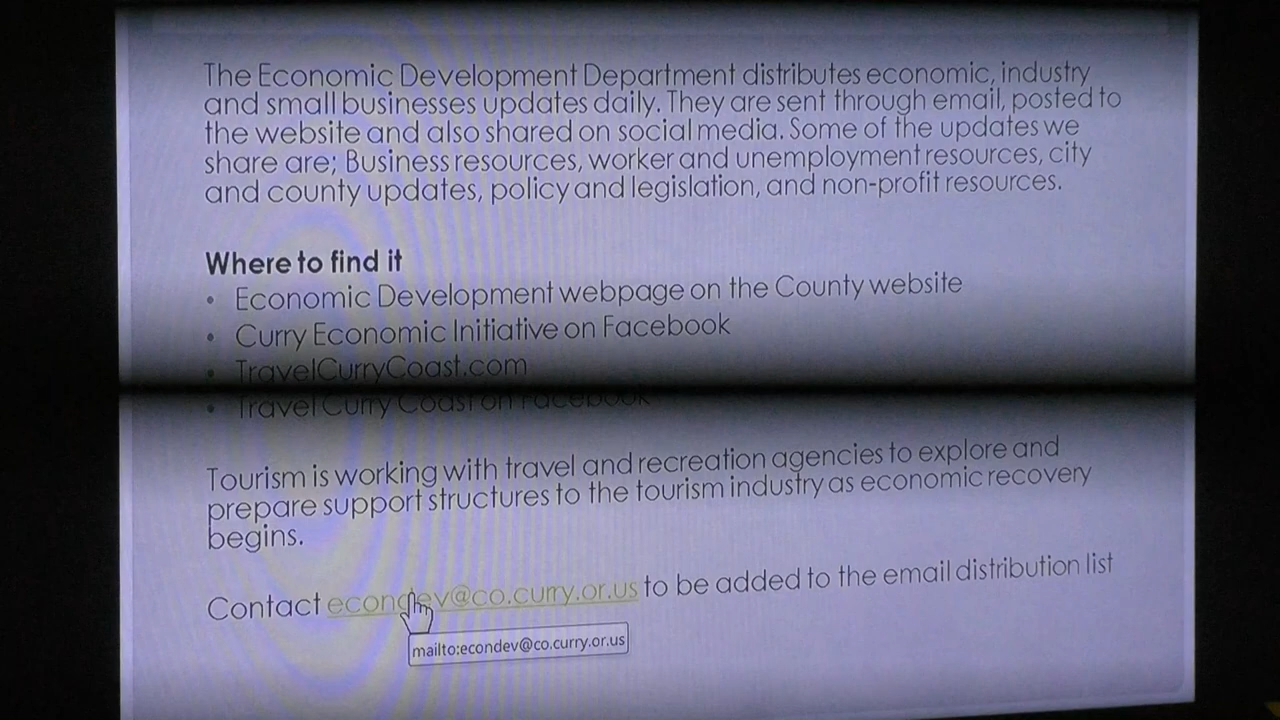 The Economic Development Department distributes economic, industry
and small businesses updates daily. They are sent through email, posted to
the website and also shared on social media. Some of the updates we
share are; Business resources, worker and unemployment resources, city
and county updates, policy and legislation, and non-profit resources.
Where to find it
• Economic Development webpage on the County website
• Curry Economic Initiative on Facebook
• TravelCurryCoast.com
• Travel Curry Coast on Facebook
Tourism is working with travel and recreation agencies to explore and
prepare support structures to the tourism industry as economic recovery
begins.
Contact econdev@co.curry.or.us to be added to the email distribution list
mailto:econdev@co.curry.or.us